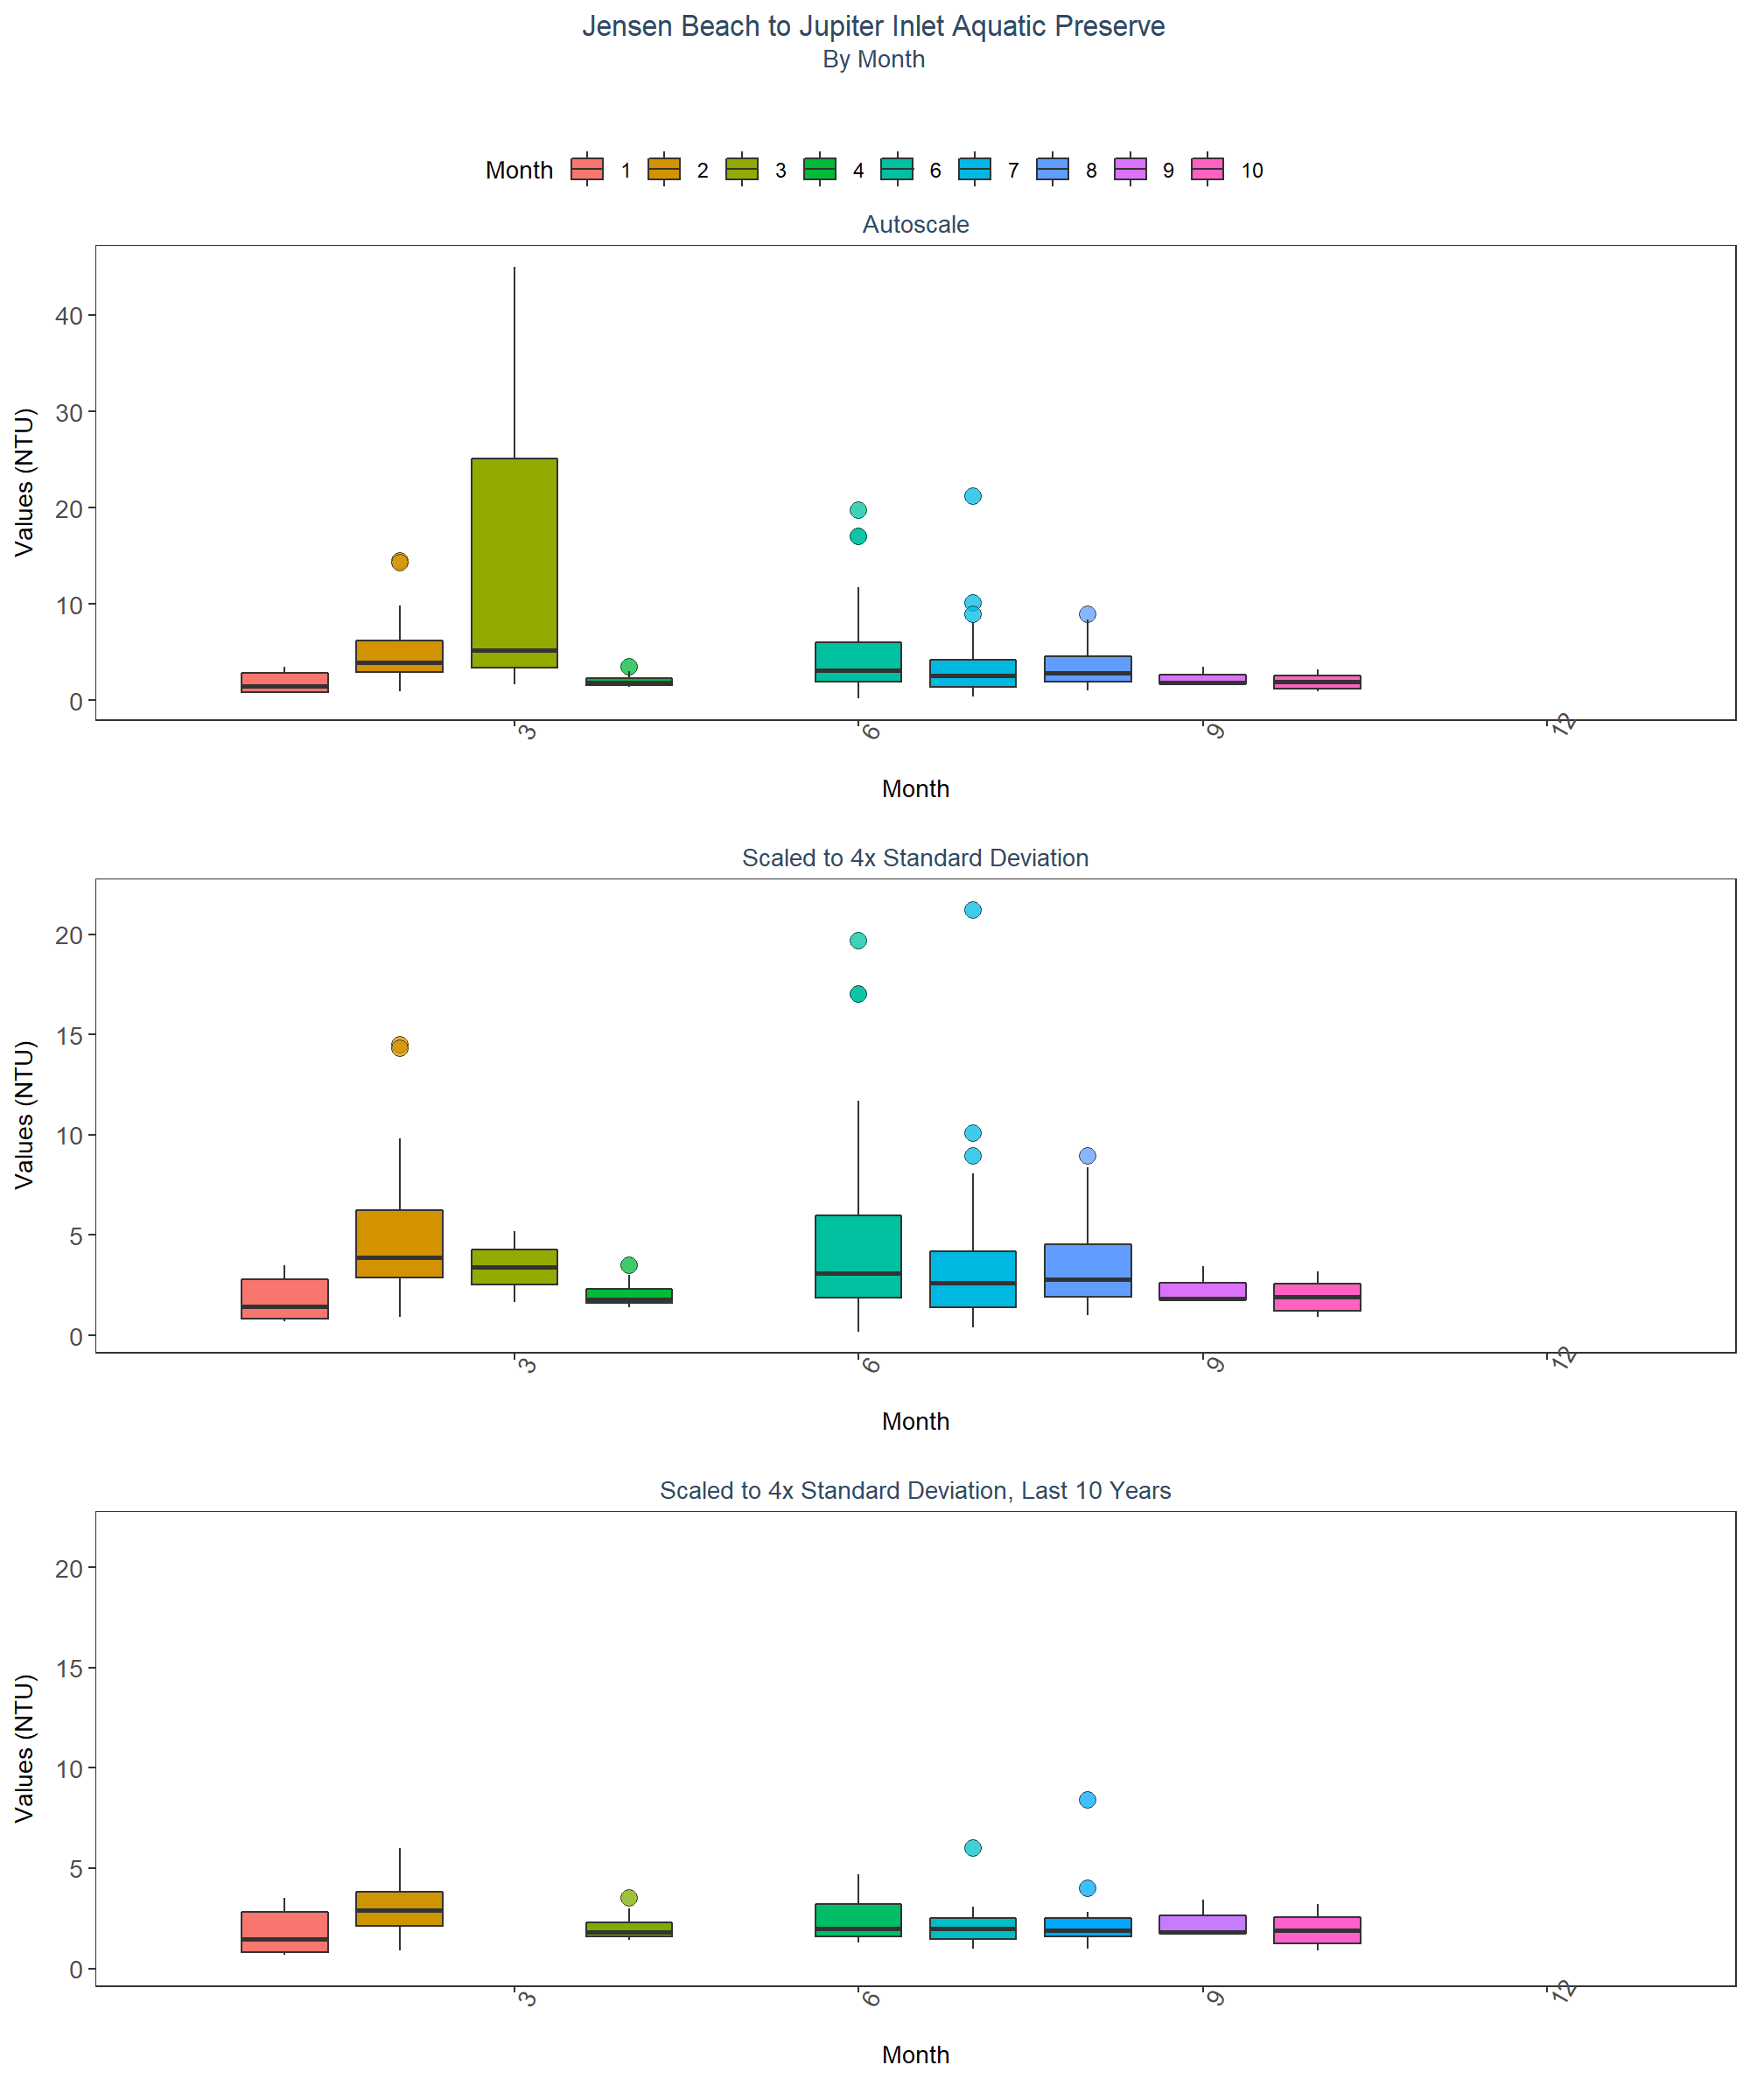 Jensen Beach to Jupiter Inlet Aquatic Preserve
By Month
Month 1 2 3 4 6 7 8 9 10
Autoscale
Values (NTU)
40
30
20
10
0
3 6 9 12
Month
Scaled to 4x Standard Deviation
Values (NTU)
20
15
10
5
0
3 6 9 12
Month
Scaled to 4x Standard Deviation, Last 10 Years
Values (NTU)
20
15
10
5
0
3 6 9 12
Month